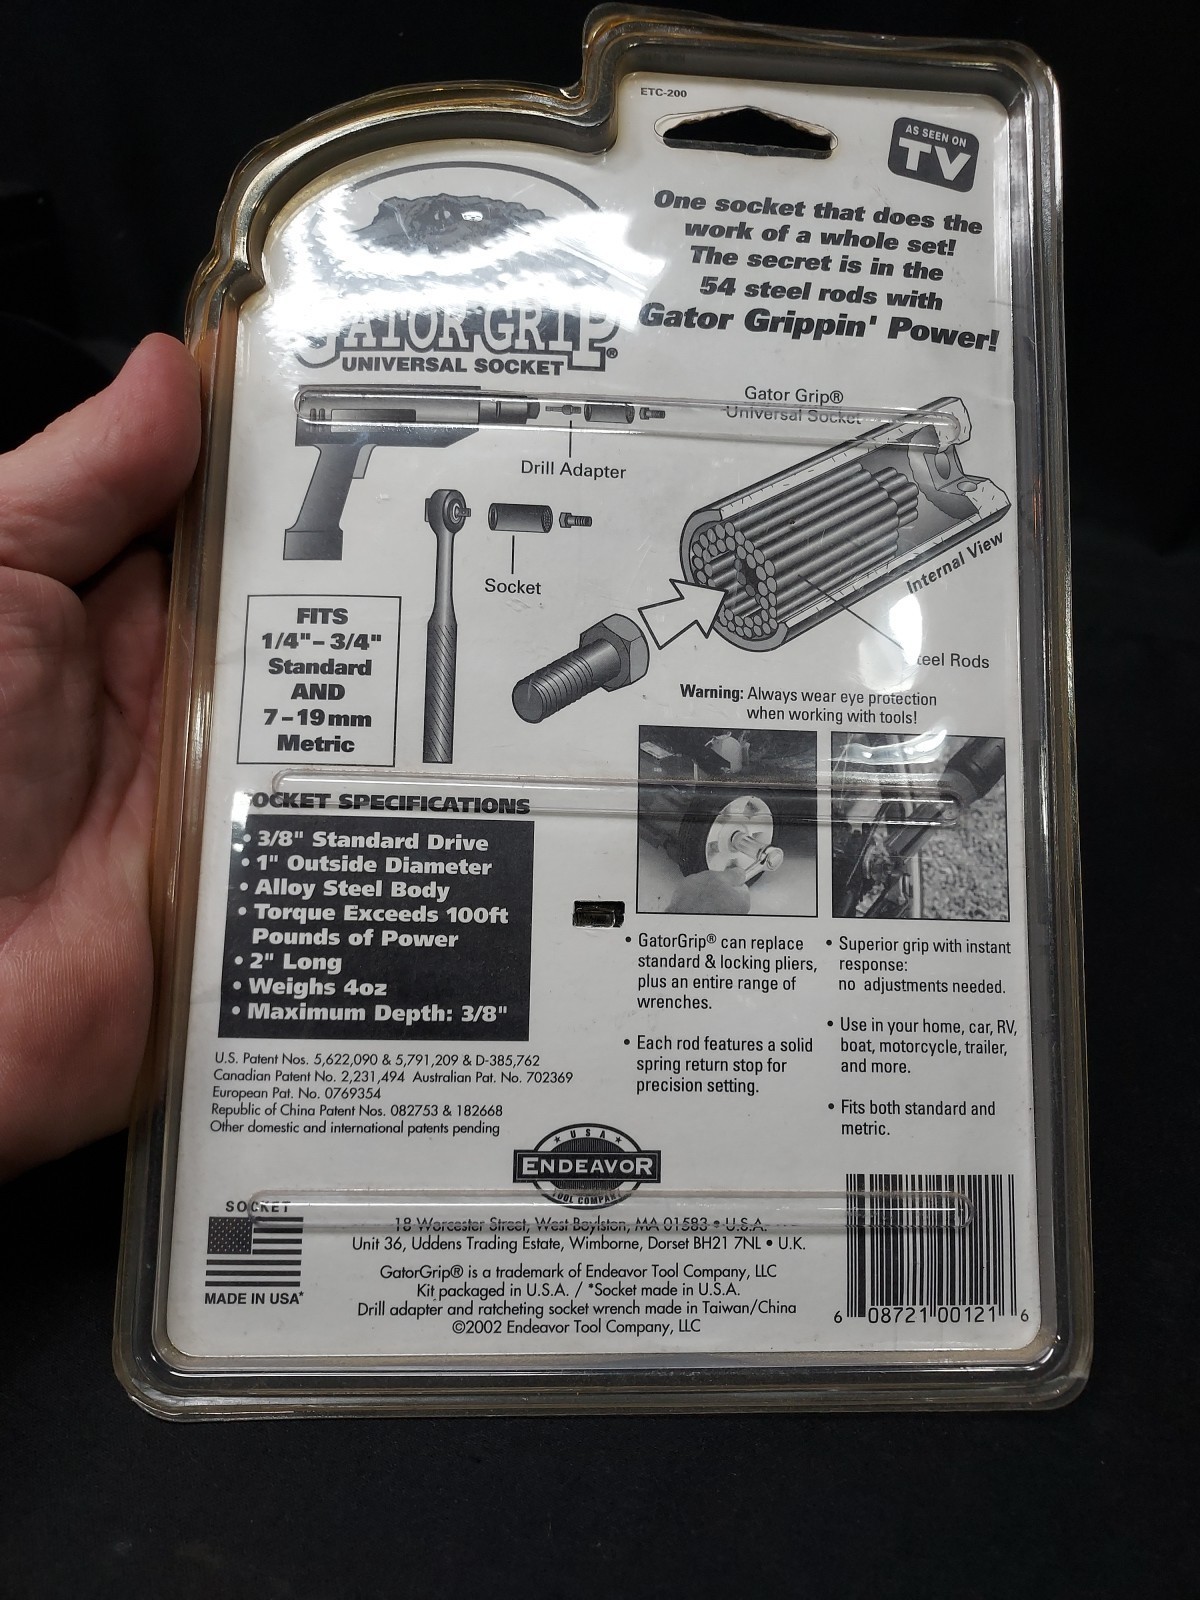 ETC-200
AS SEEN ON
TV
One socket that does the
work of a whole set!
The secret is in the
54 steel rods with
Gator Grippin' Power!
GATOR GRIP®
UNIVERSAL SOCKET
Gator Grip®
Universal Socket
Drill Adapter
Socket
Internal View
teel Rods
FITS
1/4"–3/4"
Standard
AND
7–19mm
Metric
Warning: Always wear eye protection
when working with tools!
OCKET SPECIFICATIONS
• 3/8" Standard Drive
• 1" Outside Diameter
• Alloy Steel Body
• Torque Exceeds 100ft
Pounds of Power
• 2" Long
• Weighs 4oz
• Maximum Depth: 3/8"
• GatorGrip® can replace
standard & locking pliers,
plus an entire range of
wrenches.
• Each rod features a solid
spring return stop for
precision setting.
• Superior grip with instant
response:
no adjustments needed.
• Use in your home, car, RV,
boat, motorcycle, trailer,
and more.
• Fits both standard and
metric.
U.S. Patent Nos. 5,622,090 & 5,791,209 & D-385,762
Canadian Patent No. 2,231,494 Australian Pat. No. 702369
European Pat. No. 0769354
Republic of China Patent Nos. 082753 & 182668
Other domestic and international patents pending
★ USA ★
ENDEAVOR
TOOL COMPANY
SOCKET
MADE IN USA*
18 Worcester Street, West Boylston, MA 01583 • U.S.A.
Unit 36, Uddens Trading Estate, Wimborne, Dorset BH21 7NL • U.K.
GatorGrip® is a trademark of Endeavor Tool Company, LLC
Kit packaged in U.S.A. / *Socket made in U.S.A.
Drill adapter and ratcheting socket wrench made in Taiwan/China
©2002 Endeavor Tool Company, LLC
6 08721 00121 6